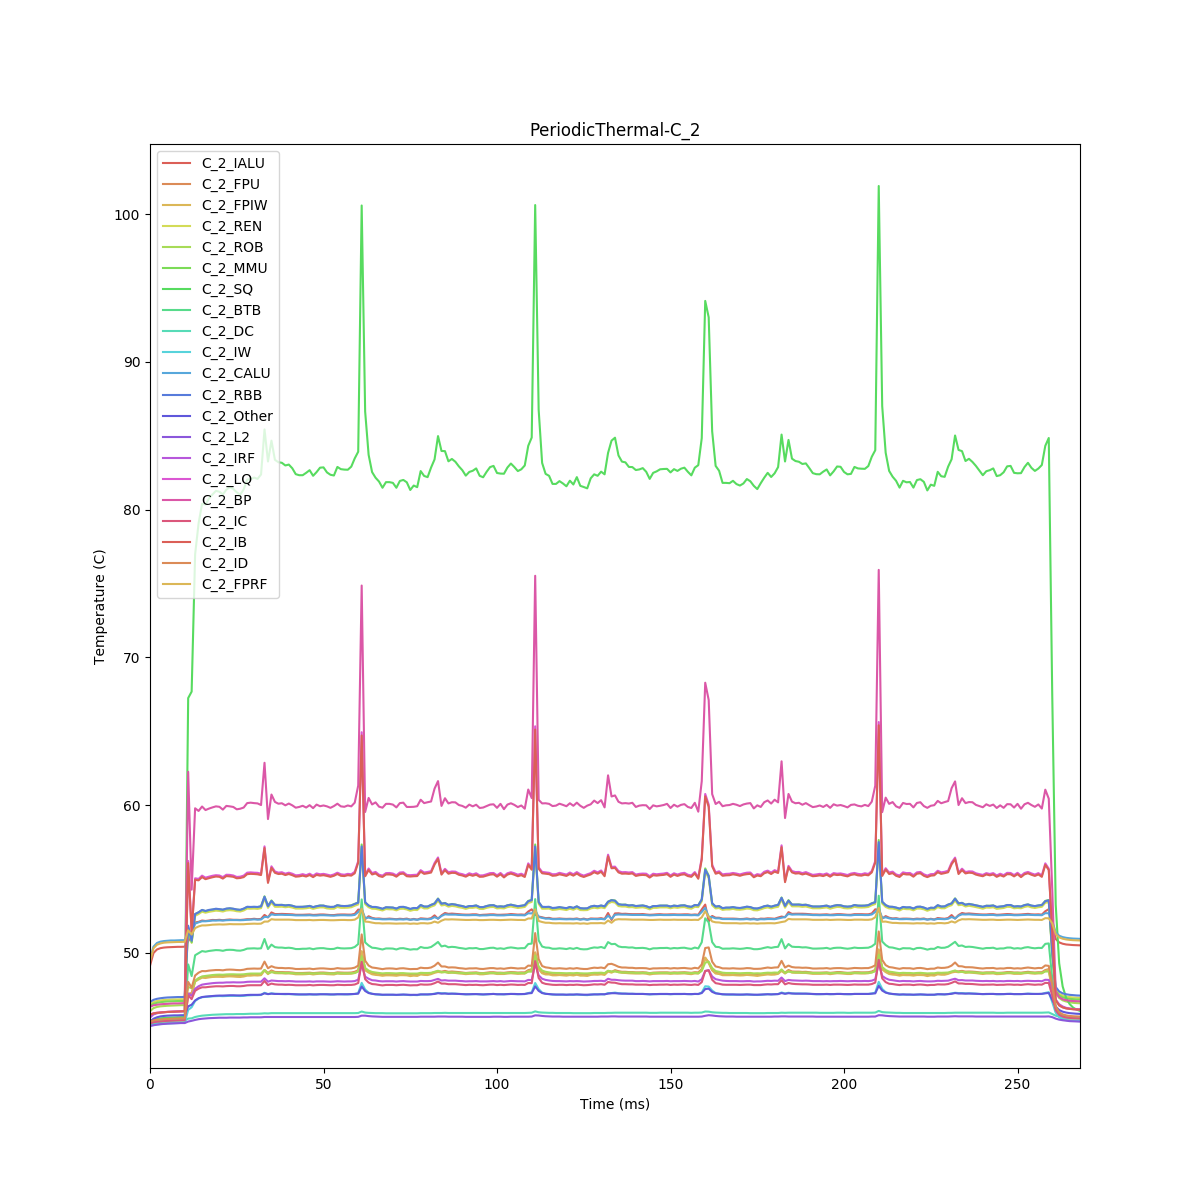 PeriodicThermal-C_2
C_2_IALU
C_2_FPU
C_2_FPIW
C_2_REN
C_2_ROB
C_2_MMU
C_2_SQ
C_2_BTB
C_2_DC
C_2_IW
C_2_CALU
C_2_RBB
C_2_Other
C_2_L2
C_2_IRF
C_2_LQ
C_2_BP
C_2_IC
C_2_IB
C_2_ID
C_2_FPRF
100
90
80
70
60
50
Temperature (C)
0 50 100 150 200 250
Time (ms)